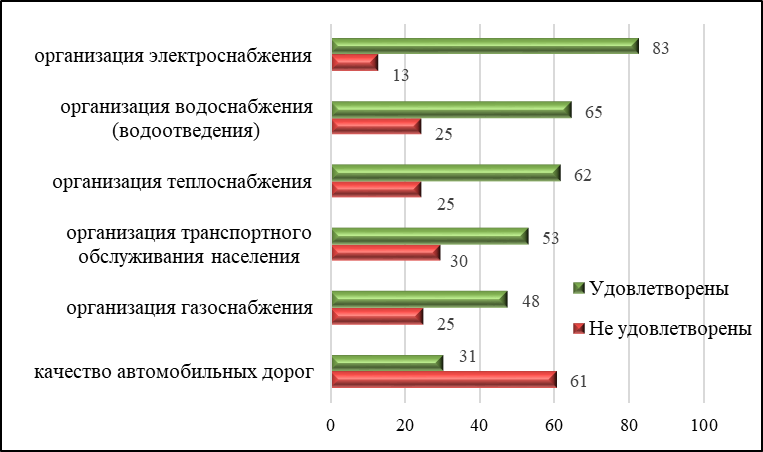 организация электроснабжения
83
13
организация водоснабжения
(водоотведения)
65
25
организация теплоснабжения
62
25
организация транспортного
обслуживания населения
53
30
организация газоснабжения
48
25
качество автомобильных дорог
31
61
Удовлетворены
Не удовлетворены
0 20 40 60 80 100